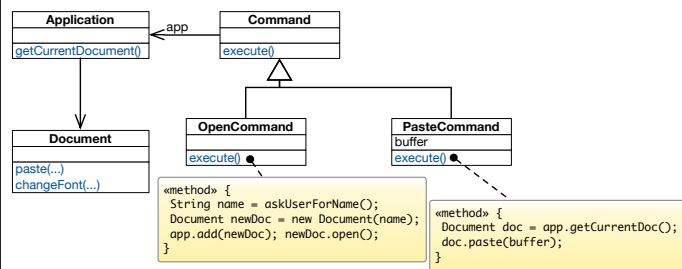 Application
getCurrentDocument()
app
Command
execute()
Document
paste(...)
changeFont(...)
OpenCommand
execute()
PasteCommand
buffer
execute()
«method» {
String name = askUserForName();
Document newDoc = new Document(name);
app.add(newDoc); newDoc.open();
}
«method» {
Document doc = app.getCurrentDoc();
doc.paste(buffer);
}